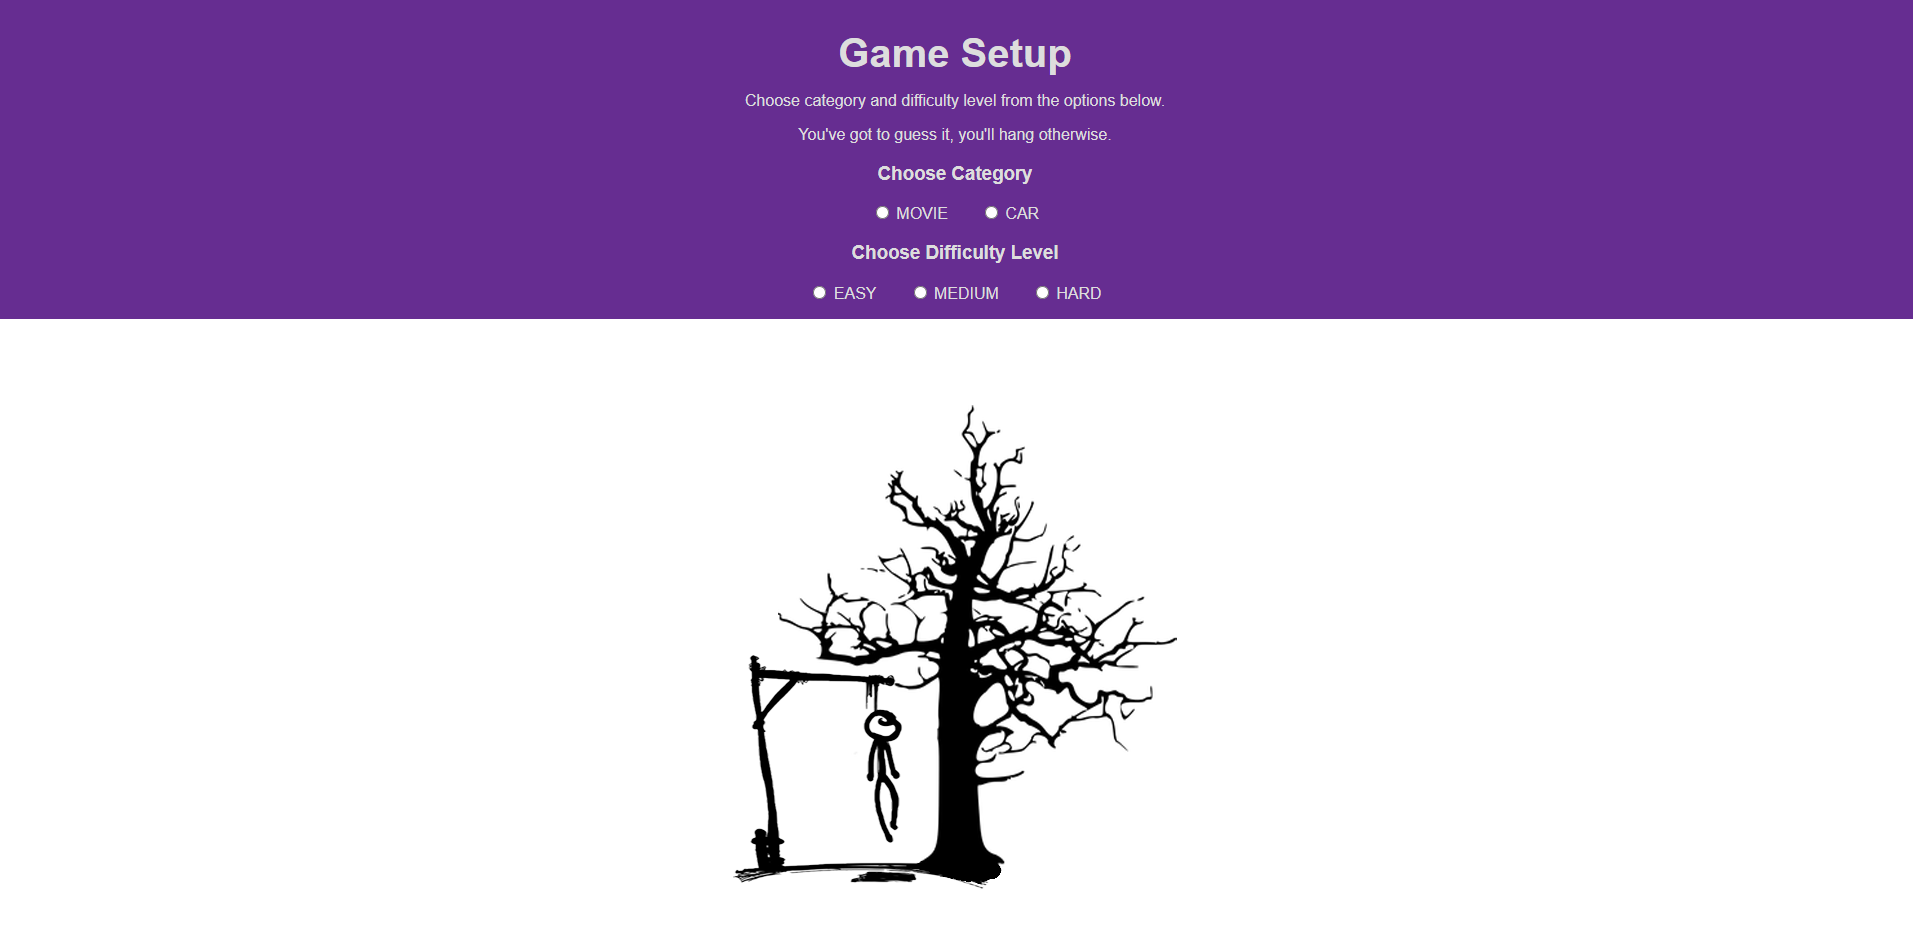 Game Setup
Choose category and difficulty level from the options below.
You've got to guess it, you'll hang otherwise.
Choose Category
MOVIE CAR
Choose Difficulty Level
EASY MEDIUM HARD